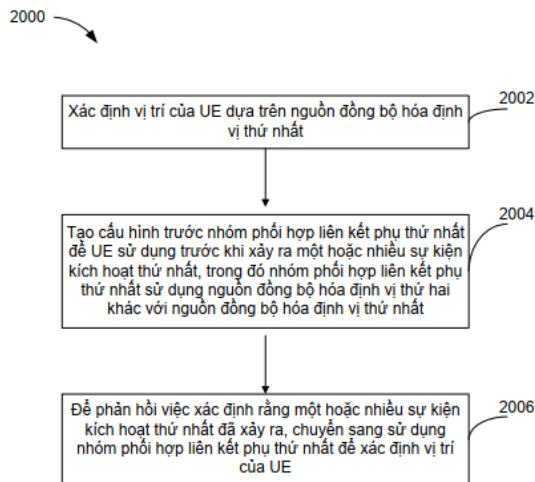 2000
2002
Xác định vị trí của UE dựa trên nguồn đồng bộ hóa định
vị thứ nhất
2004
Tạo cấu hình trước nhóm phối hợp liên kết phụ thứ nhất
để UE sử dụng trước khi xảy ra một hoặc nhiều sự kiện
kích hoạt thứ nhất, trong đó nhóm phối hợp liên kết phụ
thứ nhất sử dụng nguồn đồng bộ hóa định vị thứ hai
khác với nguồn đồng bộ hóa định vị thứ nhất
2006
Để phản hồi việc xác định rằng một hoặc nhiều sự kiện
kích hoạt thứ nhất đã xảy ra, chuyển sang sử dụng
nhóm phối hợp liên kết phụ thứ nhất để xác định vị trí
của UE